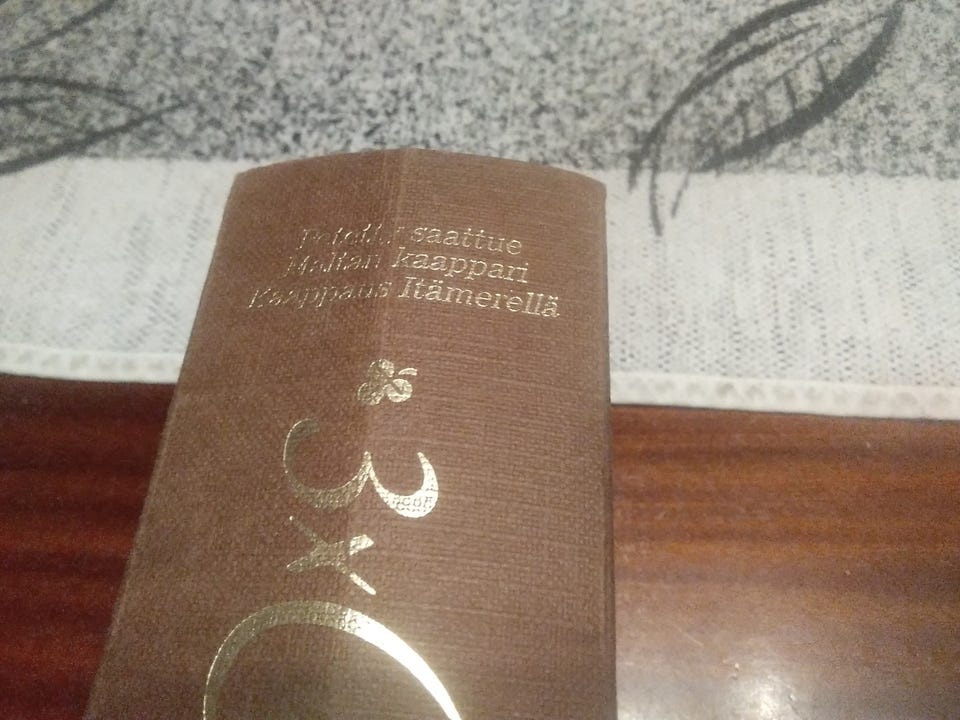 saattue
Maltan kaappari
Kaappaus Itämerellä
3x